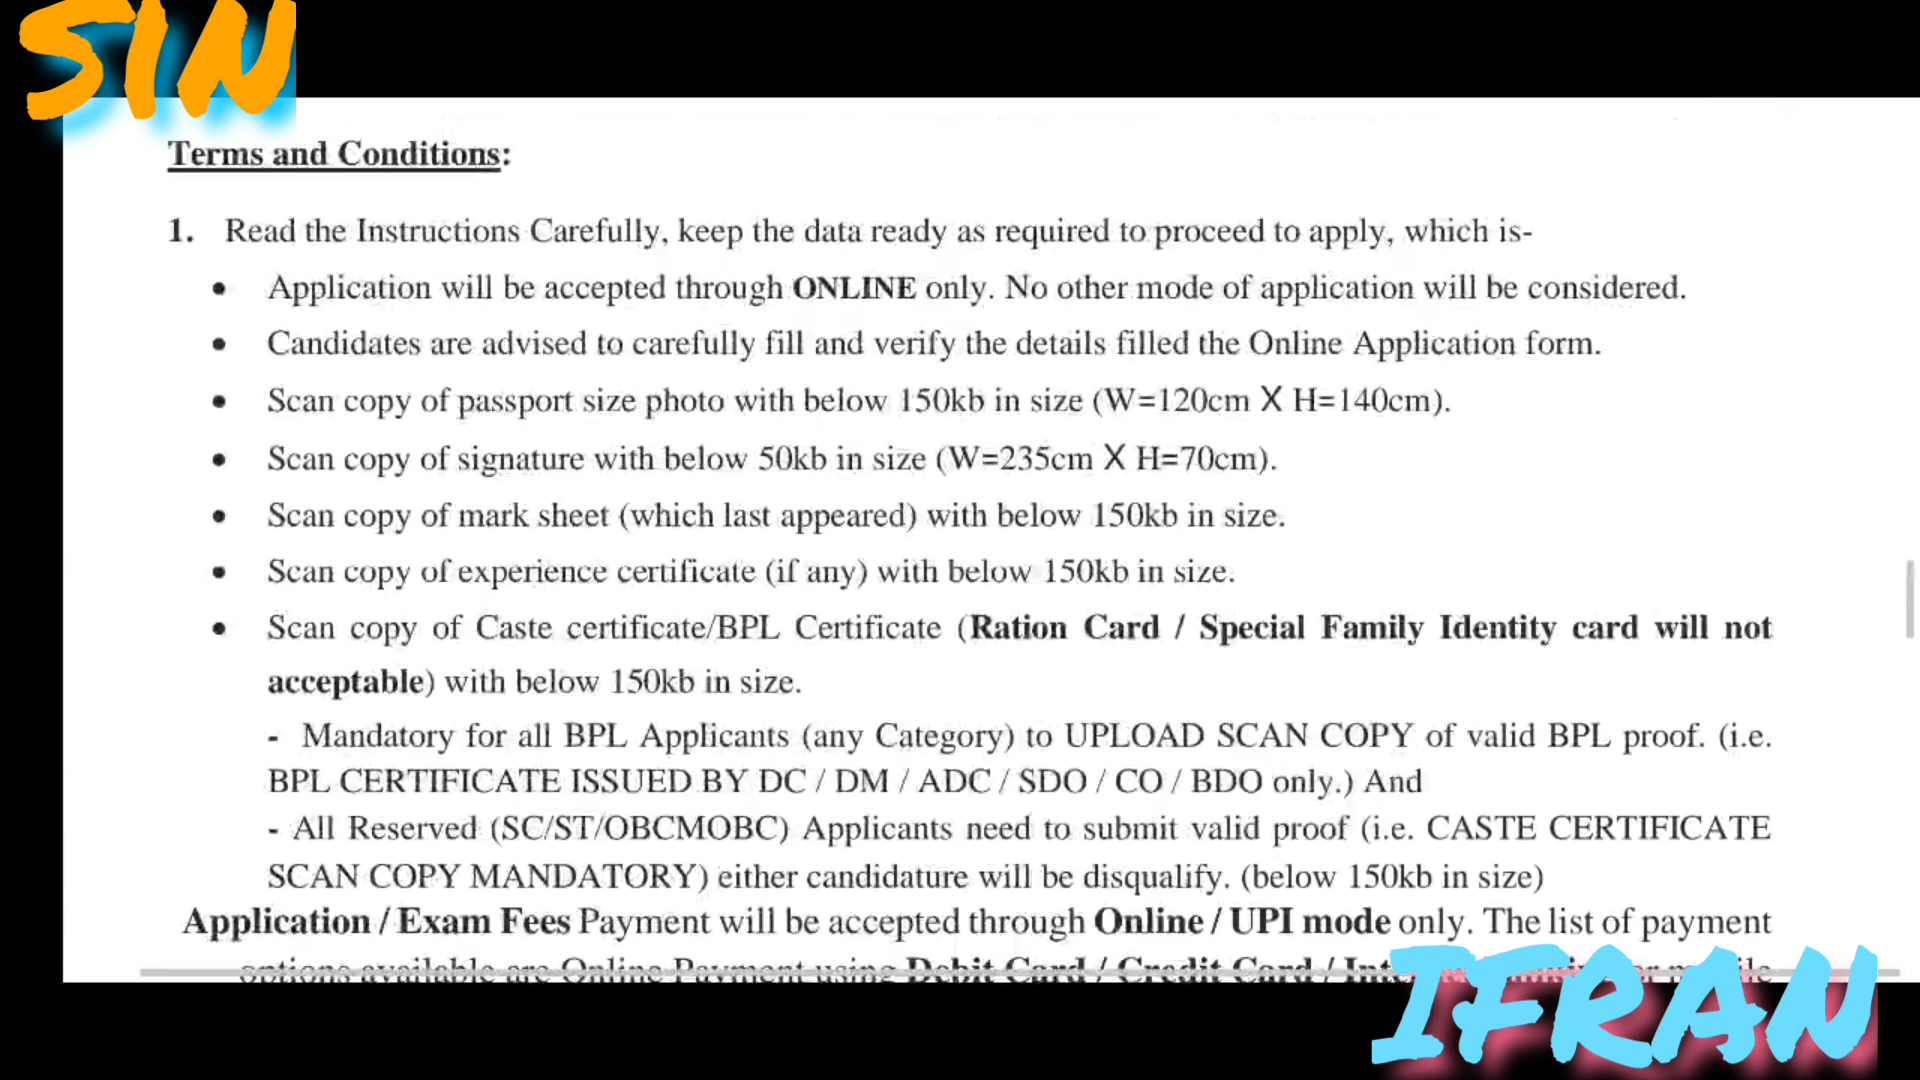 SIN
Terms and Conditions:
1. Read the Instructions Carefully, keep the data ready as required to proceed to apply, which is-
• Application will be accepted through ONLINE only. No other mode of application will be considered.
• Candidates are advised to carefully fill and verify the details filled the Online Application form.
• Scan copy of passport size photo with below 150kb in size (W=120cm X H=140cm).
• Scan copy of signature with below 50kb in size (W=235cm X H=70cm).
• Scan copy of mark sheet (which last appeared) with below 150kb in size.
• Scan copy of experience certificate (if any) with below 150kb in size.
• Scan copy of Caste certificate/BPL Certificate (Ration Card / Special Family Identity card will not
acceptable) with below 150kb in size.
- Mandatory for all BPL Applicants (any Category) to UPLOAD SCAN COPY of valid BPL proof. (i.e.
BPL CERTIFICATE ISSUED BY DC / DM / ADC / SDO / CO / BDO only.) And
- All Reserved (SC/ST/OBCMOBC) Applicants need to submit valid proof (i.e. CASTE CERTIFICATE
SCAN COPY MANDATORY) either candidature will be disqualify. (below 150kb in size)
Application / Exam Fees Payment will be accepted through Online / UPI mode only. The list of payment
options available are Online Payment using Debit Card / Credit Card /
IFRAN